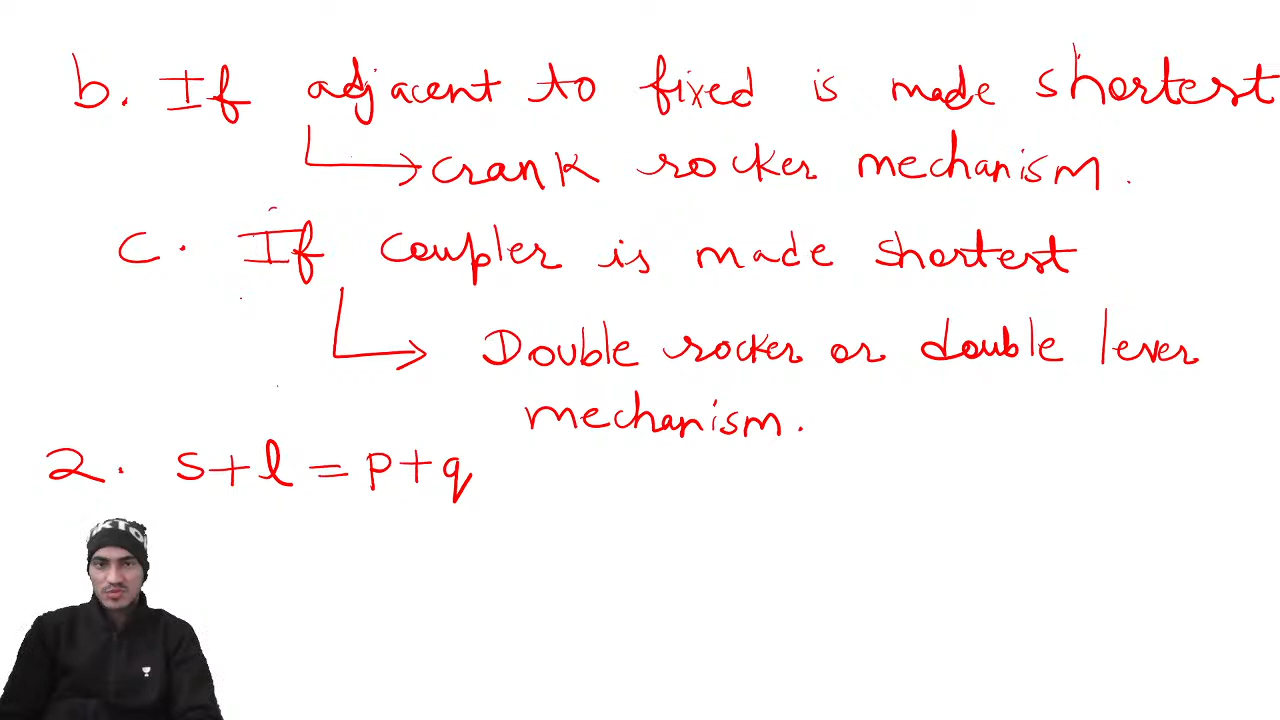 b. If adjacent to fixed is made shortest
crank rocker mechanism.
c. If coupler is made shortest
Double rocker or double lever
mechanism.
2. s+l = p+q